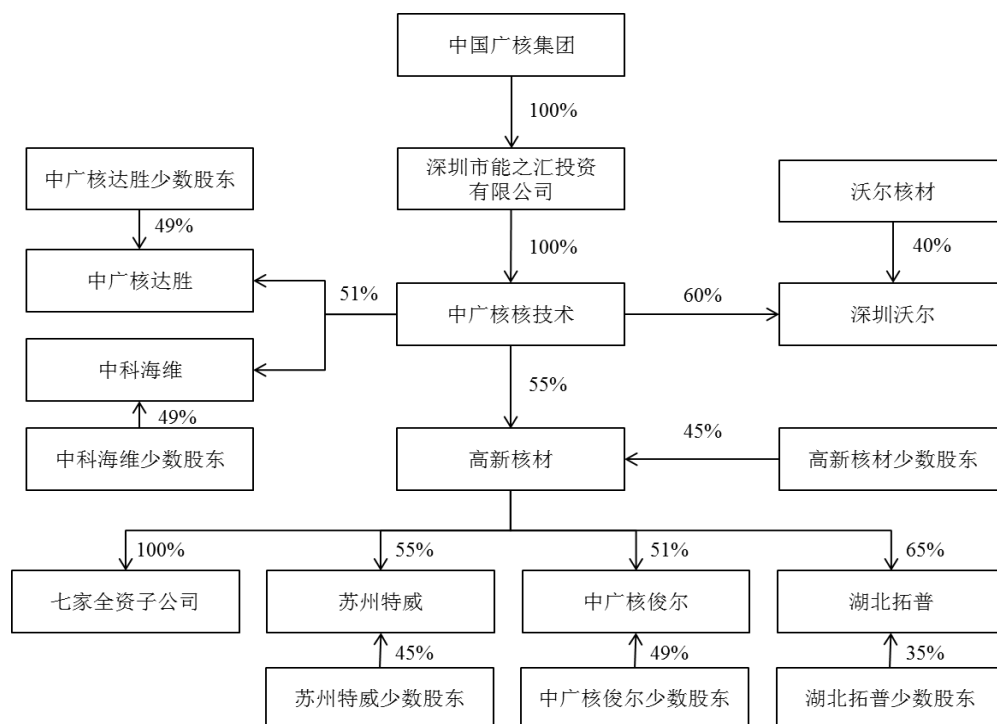 中国广核集团
100%
中广核达胜少数股东
深圳市能之汇投资
有限公司
沃尔核材
49%
100%
40%
中广核达胜
51%
中广核核技术
60%
深圳沃尔
中科海维
55%
49%
中科海维少数股东
高新核材
45%
高新核材少数股东
100%
55%
51%
65%
七家全资子公司
苏州特威
中广核俊尔
湖北拓普
45%
49%
35%
苏州特威少数股东
中广核俊尔少数股东
湖北拓普少数股东